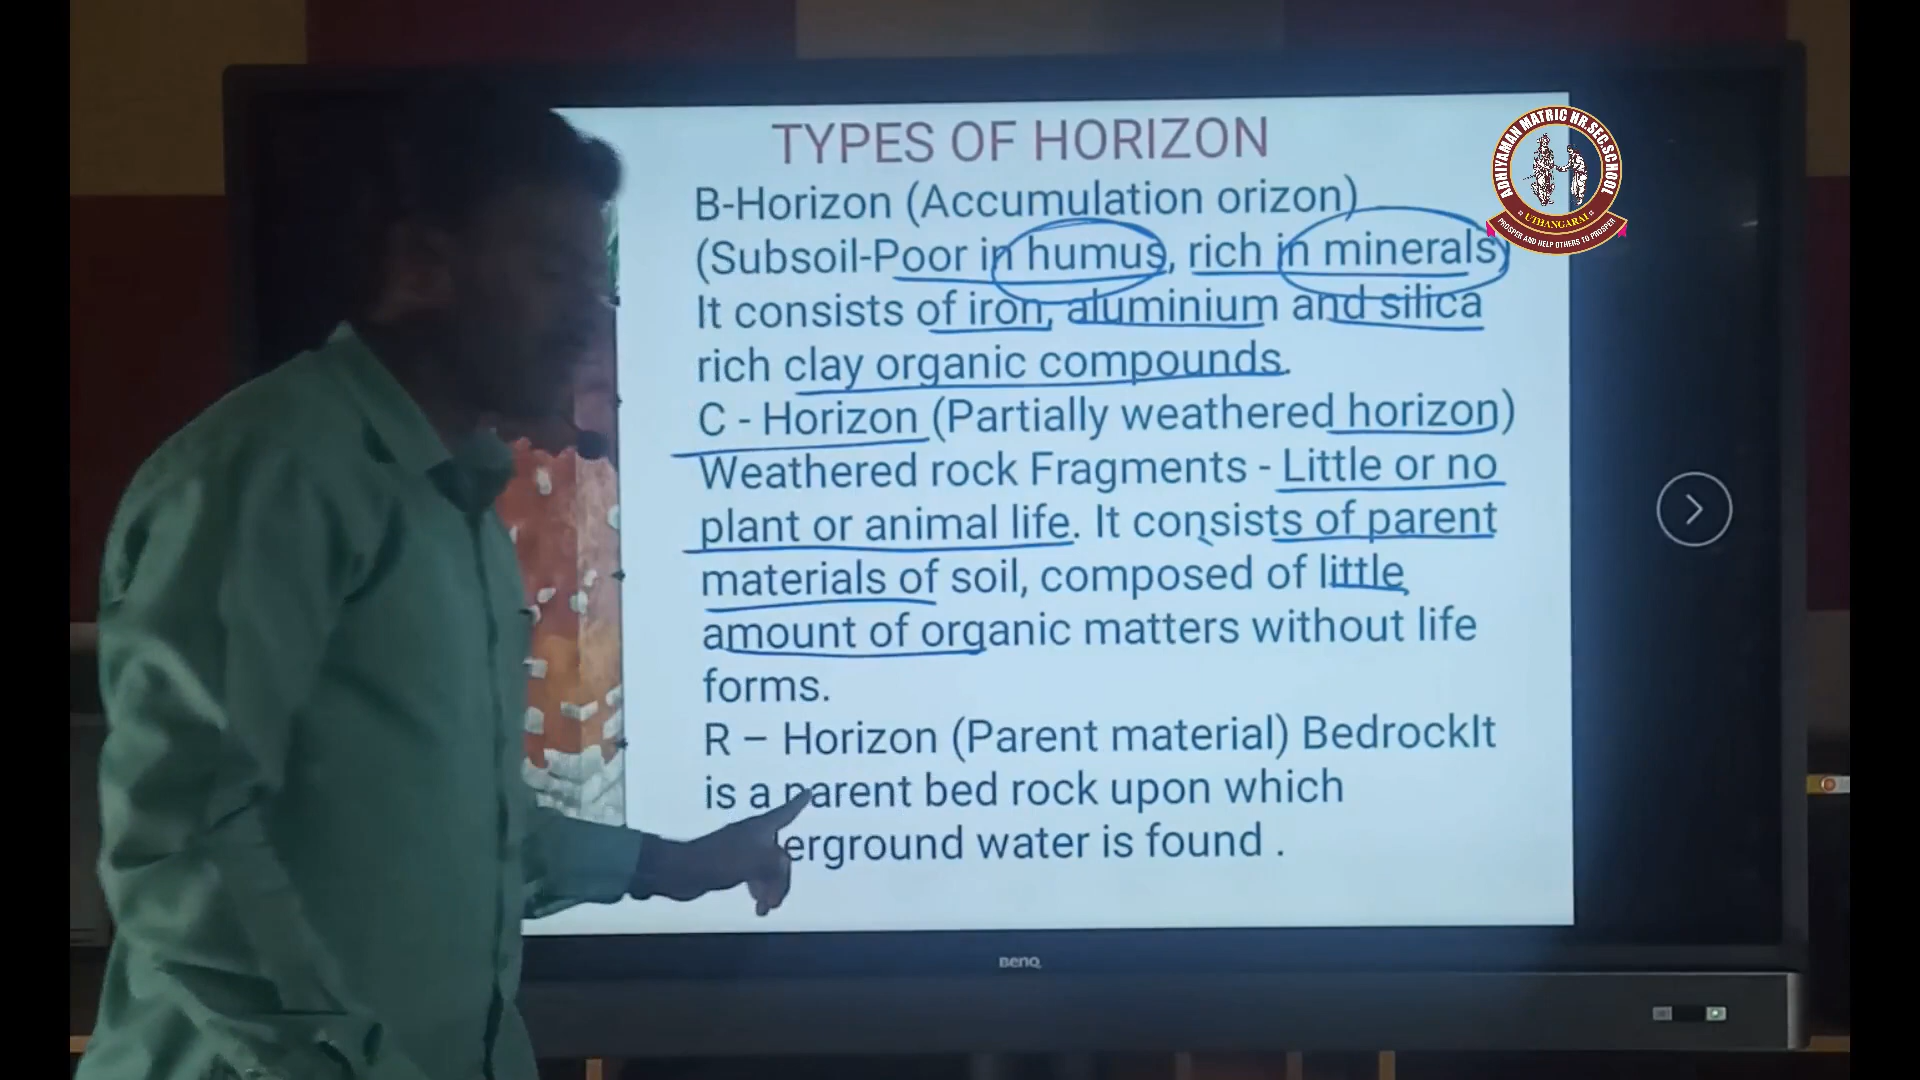 TYPES OF HORIZON
B-Horizon (Accumulation orizon)
(Subsoil-Poor in humus, rich in minerals)
It consists of iron, aluminium and silica
rich clay organic compounds.
C - Horizon (Partially weathered horizon)
Weathered rock Fragments - Little or no
plant or animal life. It consists of parent
materials of soil, composed of little
amount of organic matters without life
forms.
R – Horizon (Parent material) BedrockIt
is a parent bed rock upon which
erground water is found .
BenQ
ADHIYAMAN MATRIC HR.SEC.SCHOOL
UTHANGARAI
PROSPER AND HELP OTHERS TO PROSPER